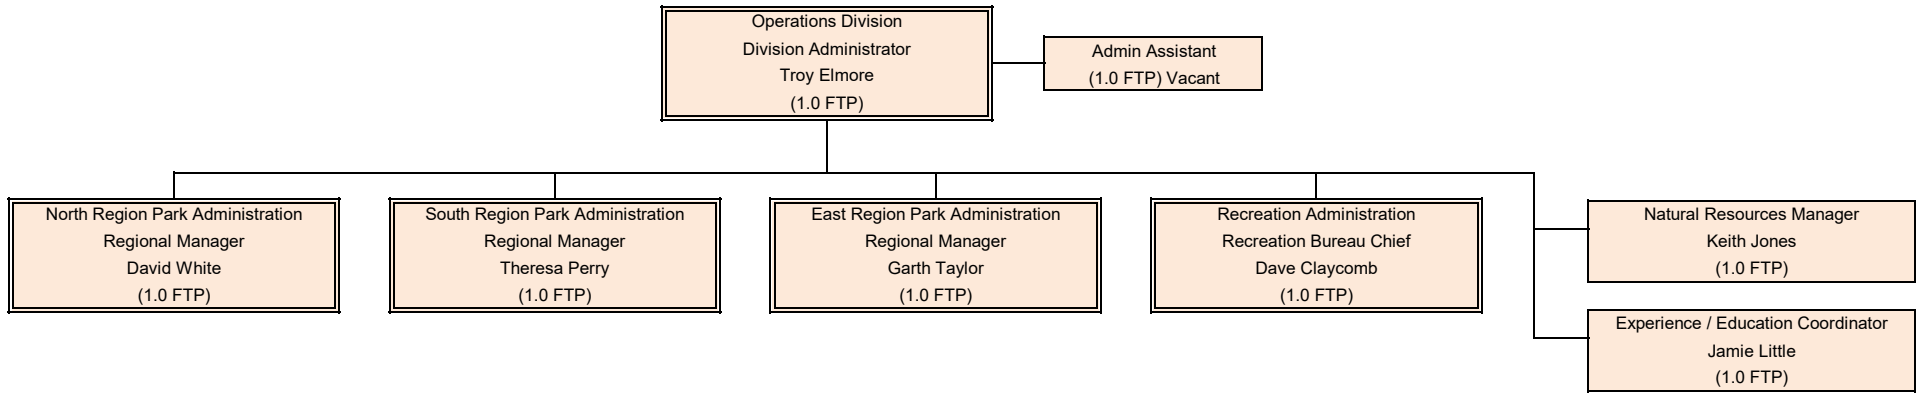 Operations Division
Division Administrator
Troy Elmore
(1.0 FTP)
Admin Assistant
(1.0 FTP) Vacant
North Region Park Administration
Regional Manager
David White
(1.0 FTP)
South Region Park Administration
Regional Manager
Theresa Perry
(1.0 FTP)
East Region Park Administration
Regional Manager
Garth Taylor
(1.0 FTP)
Recreation Administration
Recreation Bureau Chief
Dave Claycomb
(1.0 FTP)
Natural Resources Manager
Keith Jones
(1.0 FTP)
Experience / Education Coordinator
Jamie Little
(1.0 FTP)